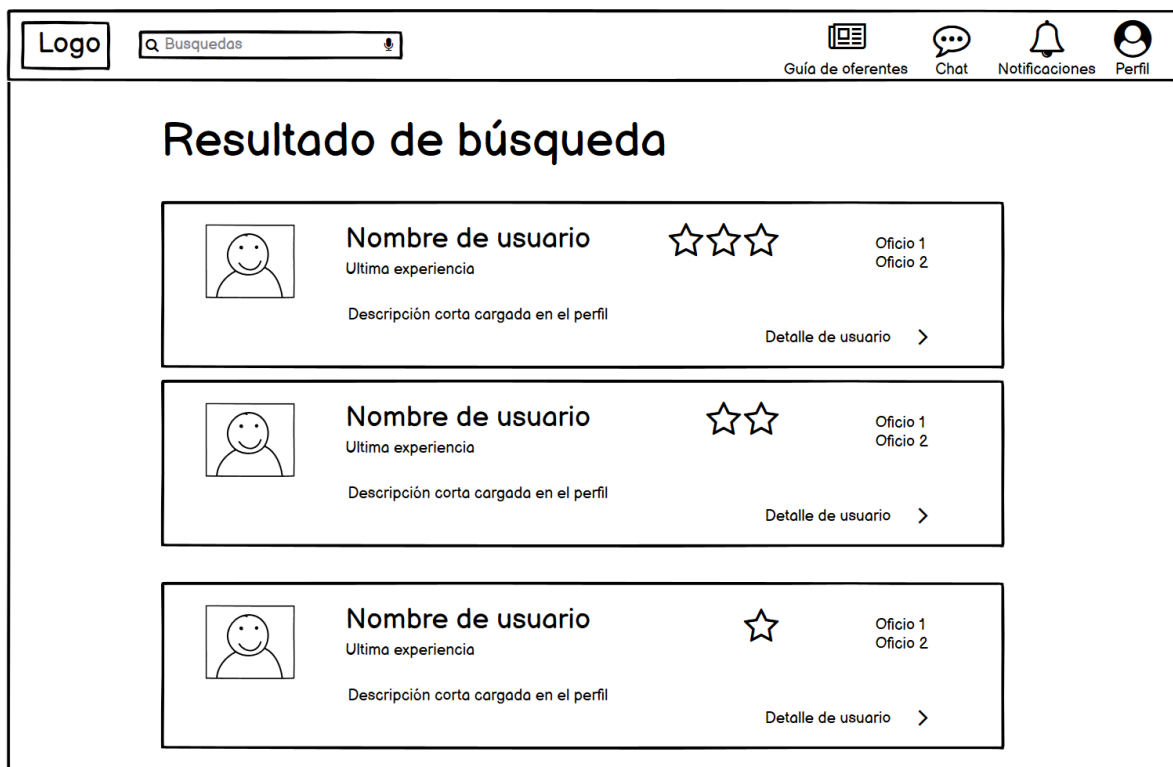 Logo
Busquedas
Guía de oferentes
Chat
Notificaciones
Perfil
Resultado de búsqueda
Nombre de usuario
Ultima experiencia
Descripción corta cargada en el perfil
Oficio 1
Oficio 2
Detalle de usuario
Nombre de usuario
Ultima experiencia
Descripción corta cargada en el perfil
Oficio 1
Oficio 2
Detalle de usuario
Nombre de usuario
Ultima experiencia
Descripción corta cargada en el perfil
Oficio 1
Oficio 2
Detalle de usuario